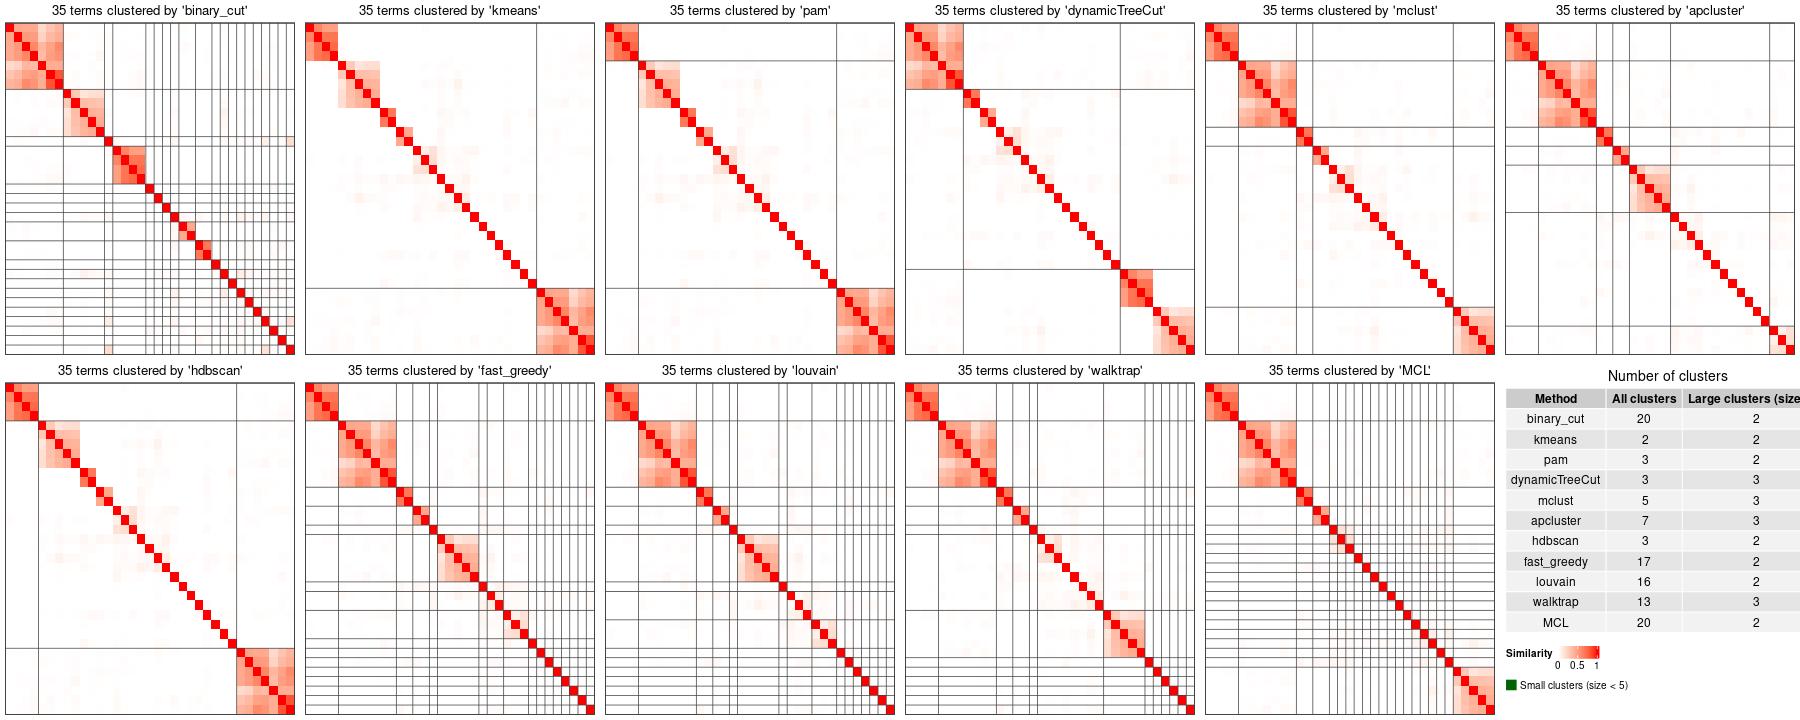 35 terms clustered by 'binary_cut'
35 terms clustered by 'kmeans'
35 terms clustered by 'pam'
35 terms clustered by 'dynamicTreeCut'
35 terms clustered by 'mclust'
35 terms clustered by 'apcluster'
35 terms clustered by 'hdbscan'
35 terms clustered by 'fast_greedy'
35 terms clustered by 'louvain'
35 terms clustered by 'walktrap'
35 terms clustered by 'MCL'
Number of clusters
Method All clusters Large clusters (size
binary_cut 20 2
kmeans 2 2
pam 3 2
dynamicTreeCut 3 3
mclust 5 3
apcluster 7 3
hdbscan 3 2
fast_greedy 17 2
louvain 16 2
walktrap 13 3
MCL 20 2
Similarity
0 0.5 1
Small clusters (size < 5)